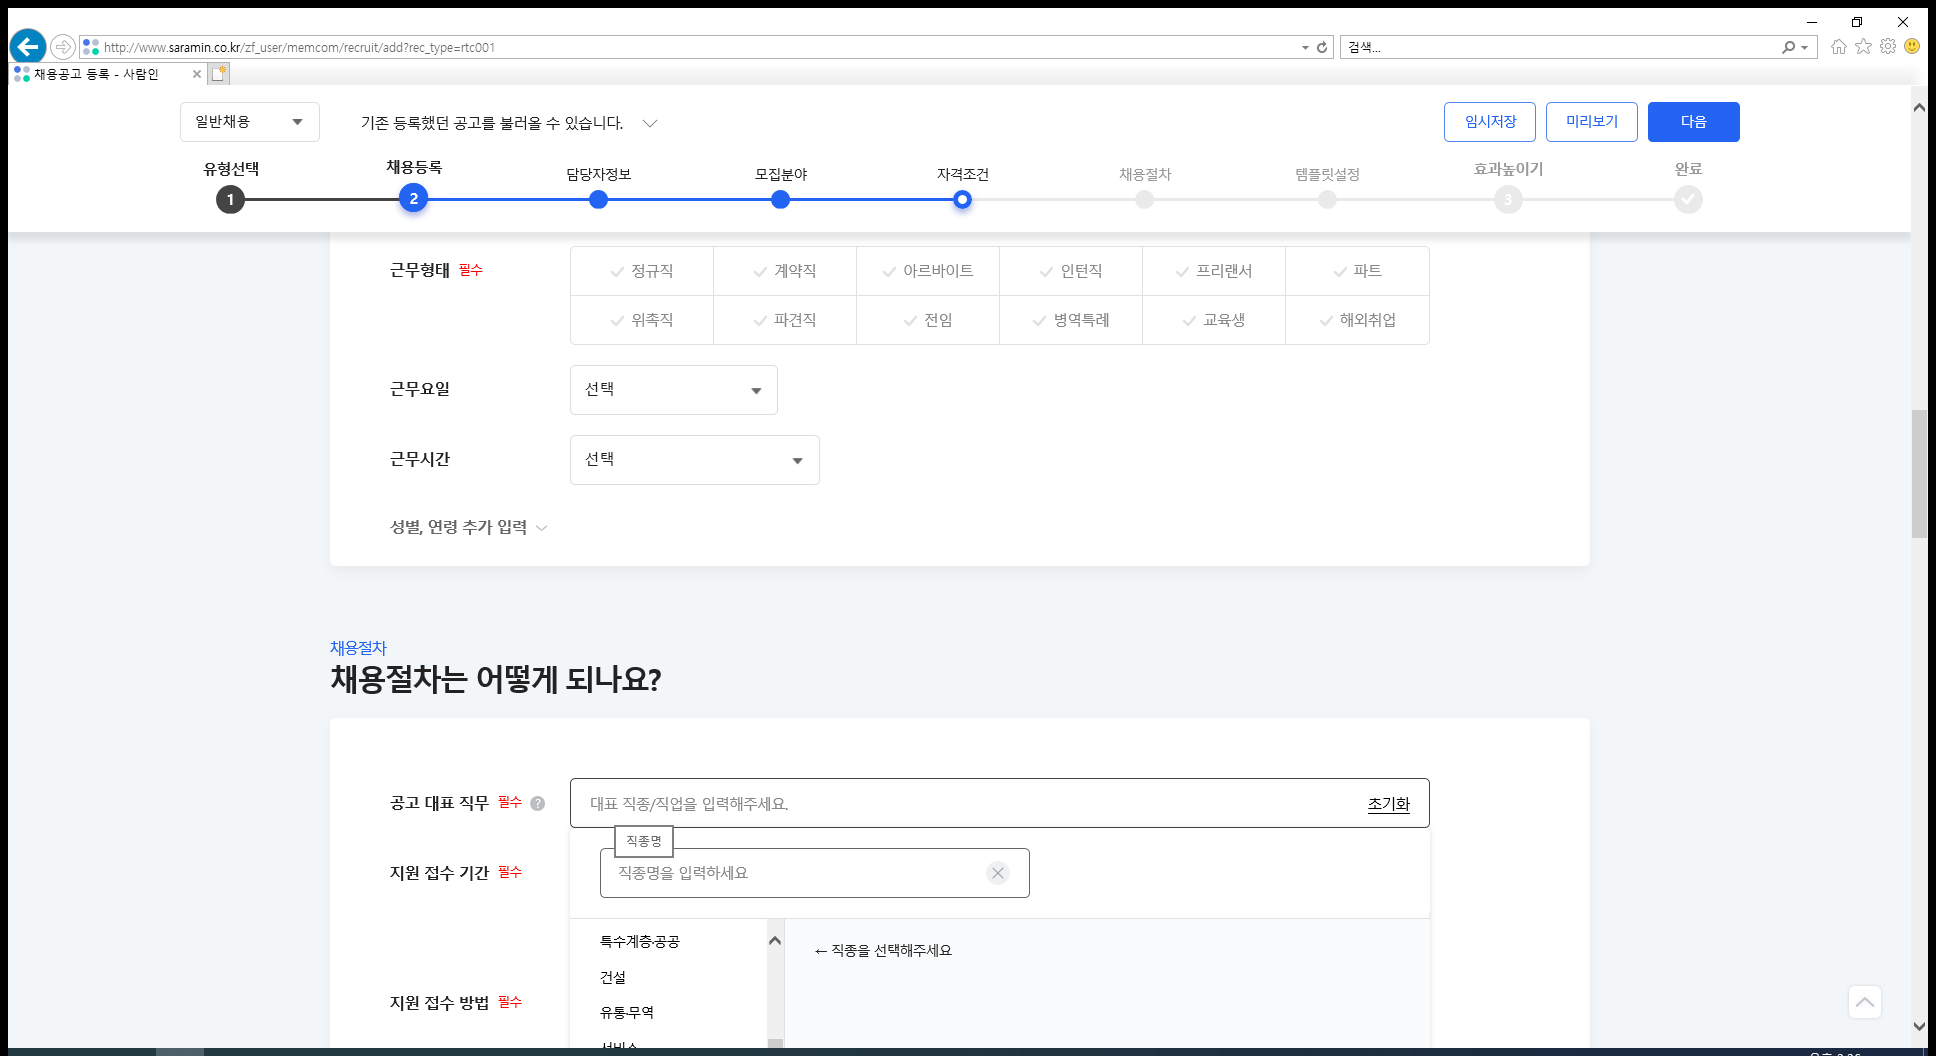 http://www.saramin.co.kr/zf_user/memcom/recruit/add?rec_type=rtc001
검색...
채용공고 등록 - 사람인
일반채용
기존 등록했던 공고를 불러올 수 있습니다.
임시저장
미리보기
다음
유형선택
채용등록
담당자정보
모집분야
자격조건
채용절차
템플릿설정
효과높이기
완료
1
2
3
근무형태 필수
정규직
계약직
아르바이트
인턴직
프리랜서
파트
위촉직
파견직
전임
병역특례
교육생
해외취업
근무요일
선택
근무시간
선택
성별, 연령 추가 입력
채용절차
채용절차는 어떻게 되나요?
공고 대표 직무 필수 ?
대표 직종/직업을 입력해주세요.
초기화
직종명
지원 접수 기간 필수
직종명을 입력하세요
특수계층·공공
← 직종을 선택해주세요
건설
지원 접수 방법 필수
유통·무역